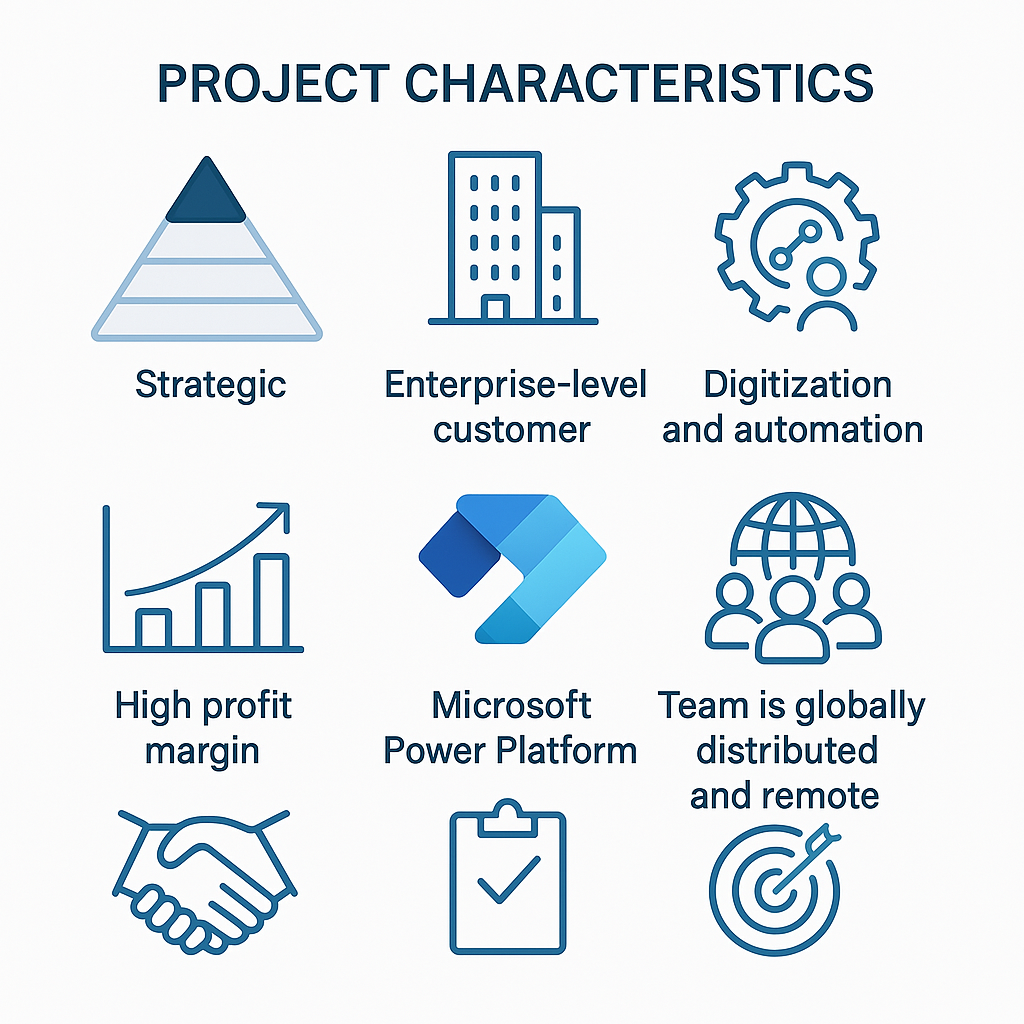 PROJECT CHARACTERISTICS
Strategic
Enterprise-level
customer
Digitization
and automation
High profit
margin
Microsoft
Power Platform
Team is globally
distributed
and remote